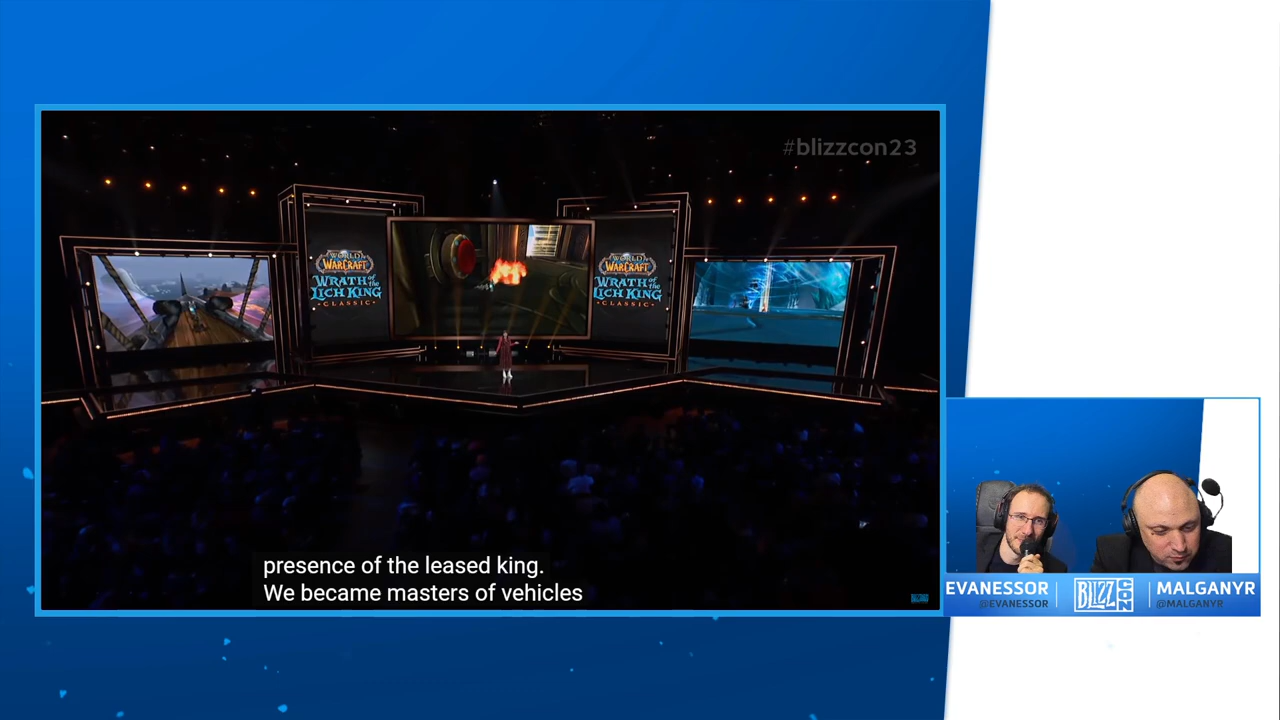 #blizzcon23
WORLD
OF
WARCRAFT
WRATH of the
LICH KING
CLASSIC
WORLD
OF
WARCRAFT
WRATH of the
LICH KING
CLASSIC
presence of the leased king.
We became masters of vehicles
BLIZZARD
EVANESSOR
@EVANESSOR
BLIZZCON
MALGANYR
@MALGANYR